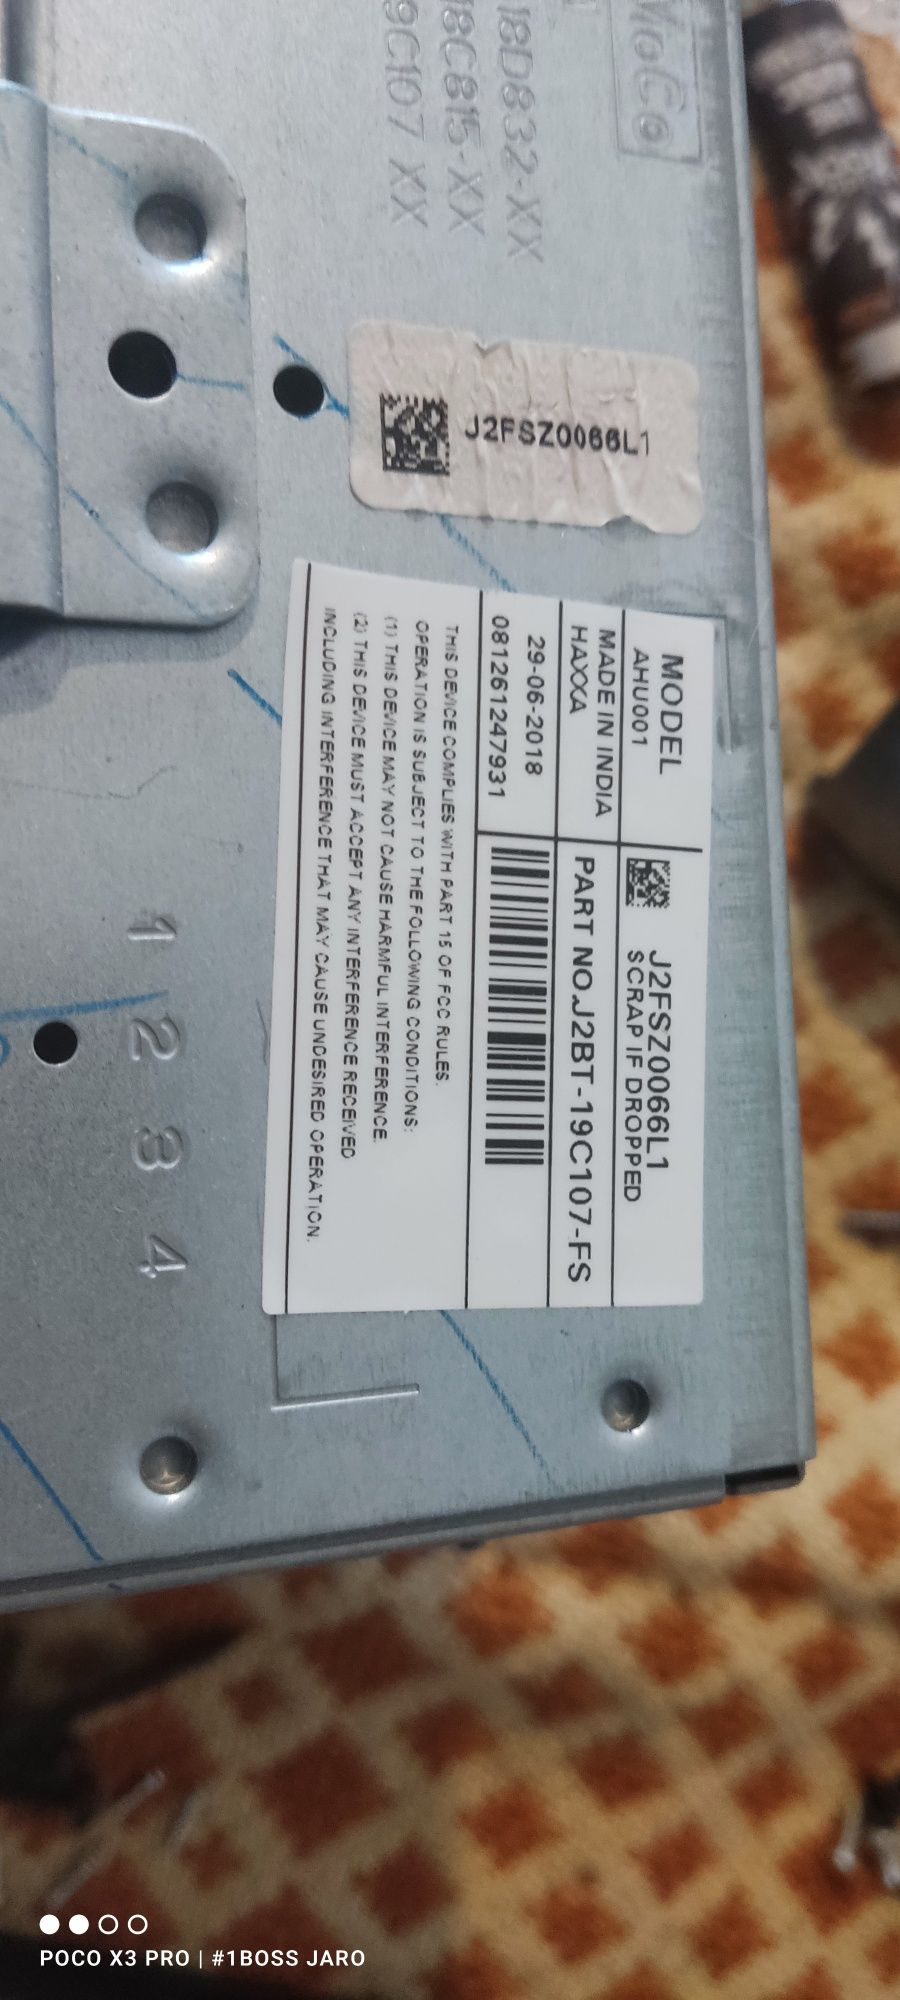 MoCo
18D832-XX
18C815-XX
9C107 XX
J2FSZ0066L1
MODEL
AHU001
J2FSZ0066L1
SCRAP IF DROPPED
MADE IN INDIA
HAXXA
PART NO.J2BT-19C107-FS
29-06-2018
081261247931
THIS DEVICE COMPLIES WITH PART 15 OF FCC RULES.
OPERATION IS SUBJECT TO THE FOLLOWING CONDITIONS:
(1) THIS DEVICE MAY NOT CAUSE HARMFUL INTERFERENCE.
(2) THIS DEVICE MUST ACCEPT ANY INTERFERENCE RECEIVED
INCLUDING INTERFERENCE THAT MAY CAUSE UNDESIRED OPERATION.
1 2 3 4
POCO X3 PRO | #1BOSS JARO